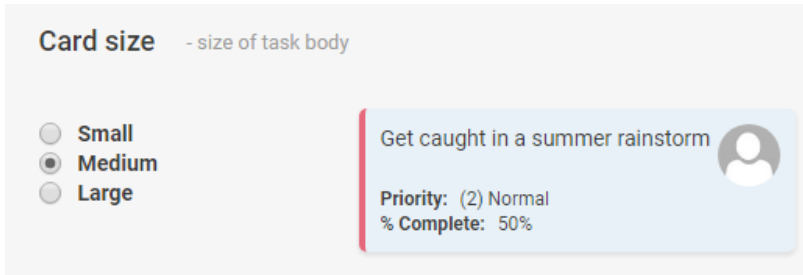 Card size - size of task body
Small
Medium
Large
Get caught in a summer rainstorm
Priority: (2) Normal
% Complete: 50%